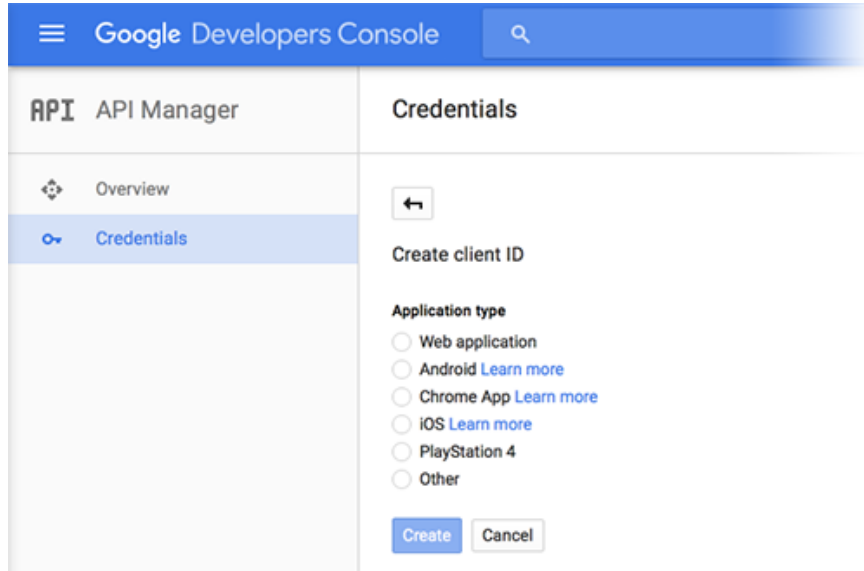 Google Developers Console
API API Manager
Credentials
Overview
Credentials
Create client ID
Application type
Web application
Android Learn more
Chrome App Learn more
iOS Learn more
PlayStation 4
Other
Create Cancel